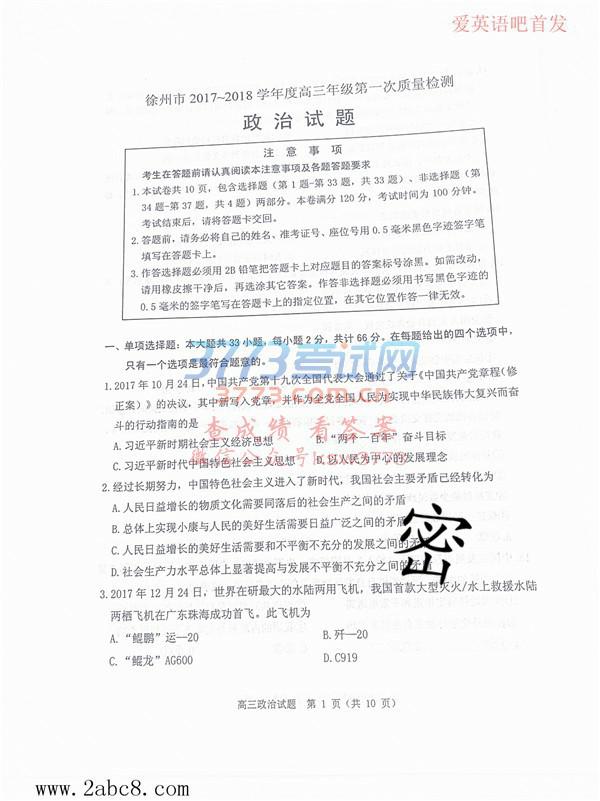 爱英语吧首发
徐州市 2017~2018 学年度高三年级第一次质量检测
政 治 试 题
注 意 事 项
考生在答题前请认真阅读本注意事项及各题答题要求
1.本试卷共 10 页，包含选择题（第 1 题-第 33 题，共 33 题）、非选择题（第
34 题-第 37 题，共 4 题）两部分。本卷满分 120 分，考试时间为 100 分钟。
考试结束后，请将答题卡交回。
2.答题前，请务必将自己的姓名、准考证号、座位号用 0.5 毫米黑色字迹签字笔
填写在答题卡上。
3.作答选择题必须用 2B 铅笔把答题卡上对应题目的答案标号涂黑。如需改动，
请用橡皮擦干净后，再选涂其它答案。作答非选择题必须用书写黑色字迹的
0.5 毫米的签字笔写在答题卡上的指定位置，在其它位置作答一律无效。
一、单项选择题：本大题共 33 小题，每小题 2 分，共计 66 分。在每题给出的四个选项中，
只有一个选项是最符合题意的。
3773考试网
1.2017 年 10 月 24 日，中国共产党第十九次全国代表大会通过了关于《中国共产党章程（修
3773.com.cn
正案）》的决议，其中新写入党章，并作为全党全国人民为实现中华民族伟大复兴而奋
斗的行动指南的是
查成绩 看答案
A.习近平新时期社会主义经济思想 B.“两个一百年”奋斗目标
微信公众号
C.习近平新时代中国特色社会主义思想 D.以人民为中心的发展理念
2.经过长期努力，中国特色社会主义进入了新时代，我国社会主要矛盾已经转化为
A.人民日益增长的物质文化需要同落后的社会生产之间的矛盾
B.总体上实现小康与人民的美好生活需要日益广泛之间的矛盾
C.人民日益增长的美好生活需要和不平衡不充分的发展之间的矛盾
D.社会生产力水平总体上显著提高与发展不平衡不充分之间的矛盾
密
3.2017 年 12 月 24 日，世界在研最大的水陆两用飞机，我国首款大型灭火/水上救援水陆
两栖飞机在广东珠海成功首飞。此飞机为
A.“鲲鹏”运—20 B.歼—20
C.“鲲龙”AG600 D.C919
高三政治试题 第 1 页（共 10 页）
www.2abc8.com